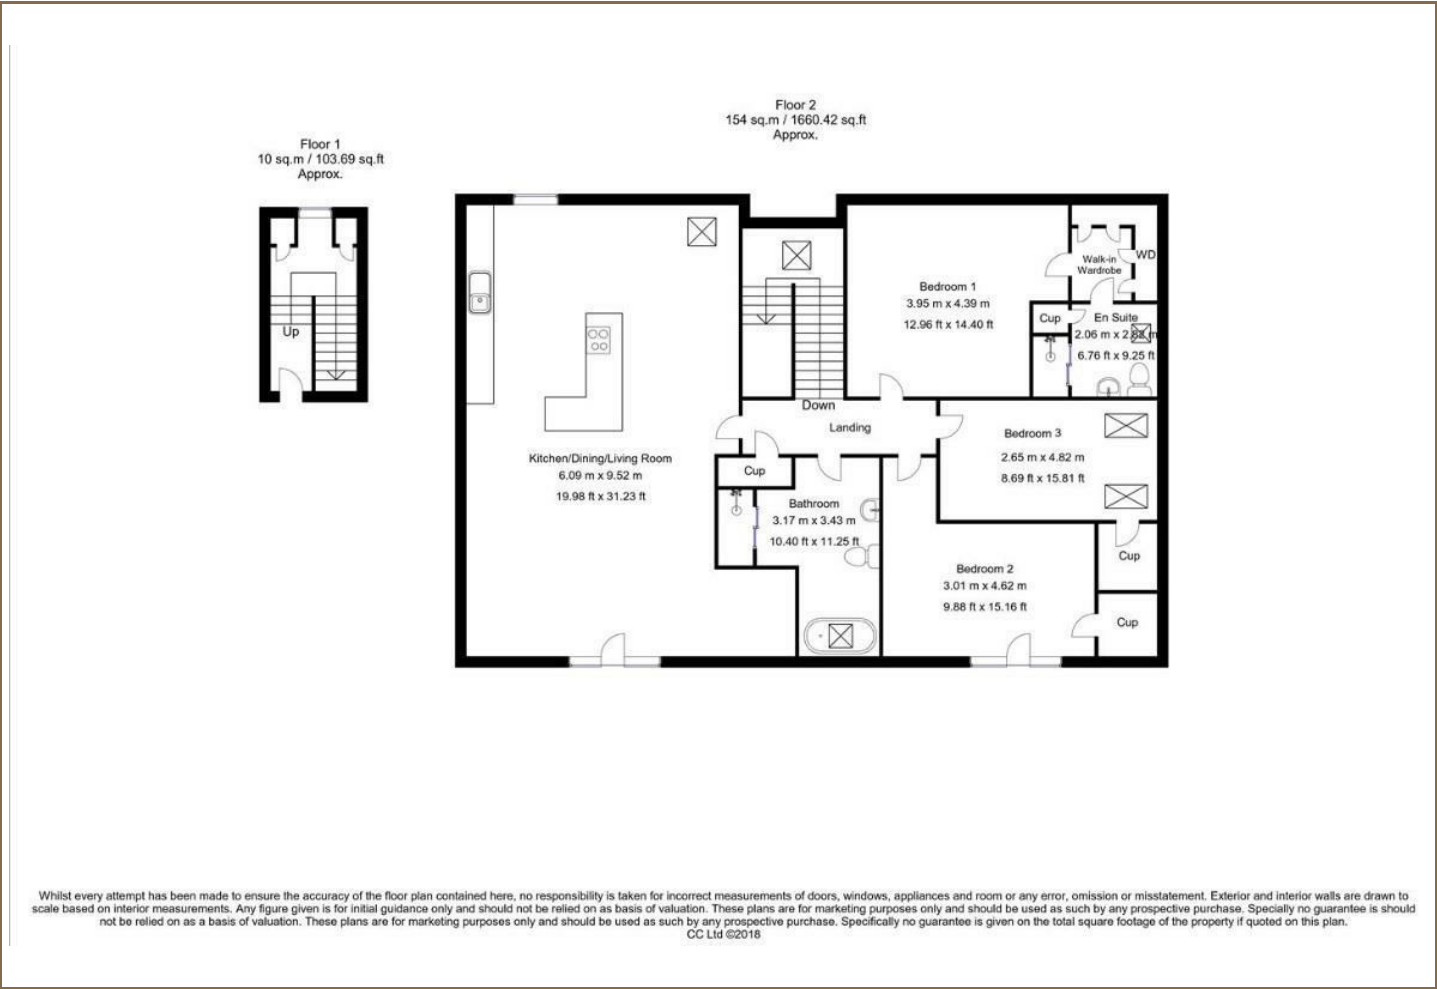 Floor 2
154 sq.m / 1660.42 sq.ft
Approx.
Floor 1
10 sq.m / 103.69 sq.ft
Approx.
Up
Kitchen/Dining/Living Room
6.09 m x 9.52 m
19.98 ft x 31.23 ft
Down
Landing
Cup
Bathroom
3.17 m x 3.43 m
10.40 ft x 11.25 ft
Bedroom 1
3.95 m x 4.39 m
12.96 ft x 14.40 ft
Walk-in
Wardrobe
WD
Cup
En Suite
2.06 m x 2.82 m
6.76 ft x 9.25 ft
Bedroom 3
2.65 m x 4.82 m
8.69 ft x 15.81 ft
Bedroom 2
3.01 m x 4.62 m
9.88 ft x 15.16 ft
Cup
Cup
Whilst every attempt has been made to ensure the accuracy of the floor plan contained here, no responsibility is taken for incorrect measurements of doors, windows, appliances and room or any error, omission or misstatement. Exterior and interior walls are drawn to
scale based on interior measurements. Any figure given is for initial guidance only and should not be relied on as basis of valuation. These plans are for marketing purposes only and should be used as such by any prospective purchase. Specially no guarantee is should
not be relied on as a basis of valuation. These plans are for marketing purposes only and should be used as such by any prospective purchase. Specifically no guarantee is given on the total square footage of the property if quoted on this plan.
CC Ltd ©2018